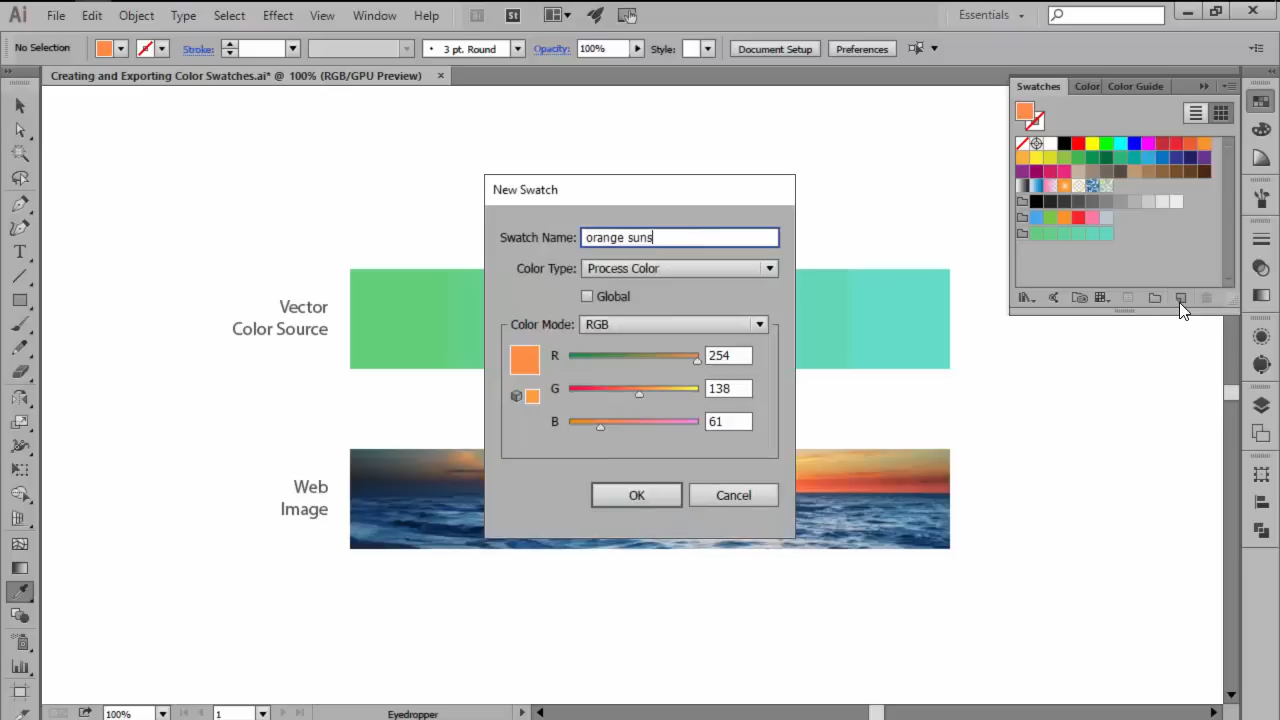 Ai File Edit Object Type Select Effect View Window Help St Essentials
No Selection Stroke: 3 pt. Round Opacity: 100% Style: Document Setup Preferences
Creating and Exporting Color Swatches.ai* @ 100% (RGB/GPU Preview) ×
Swatches Color Color Guide
New Swatch
Swatch Name: orange suns
Color Type: Process Color
Global
Color Mode: RGB
R 254
G 138
B 61
OK Cancel
Vector
Color Source
Web
Image
100% 1 Eyedropper